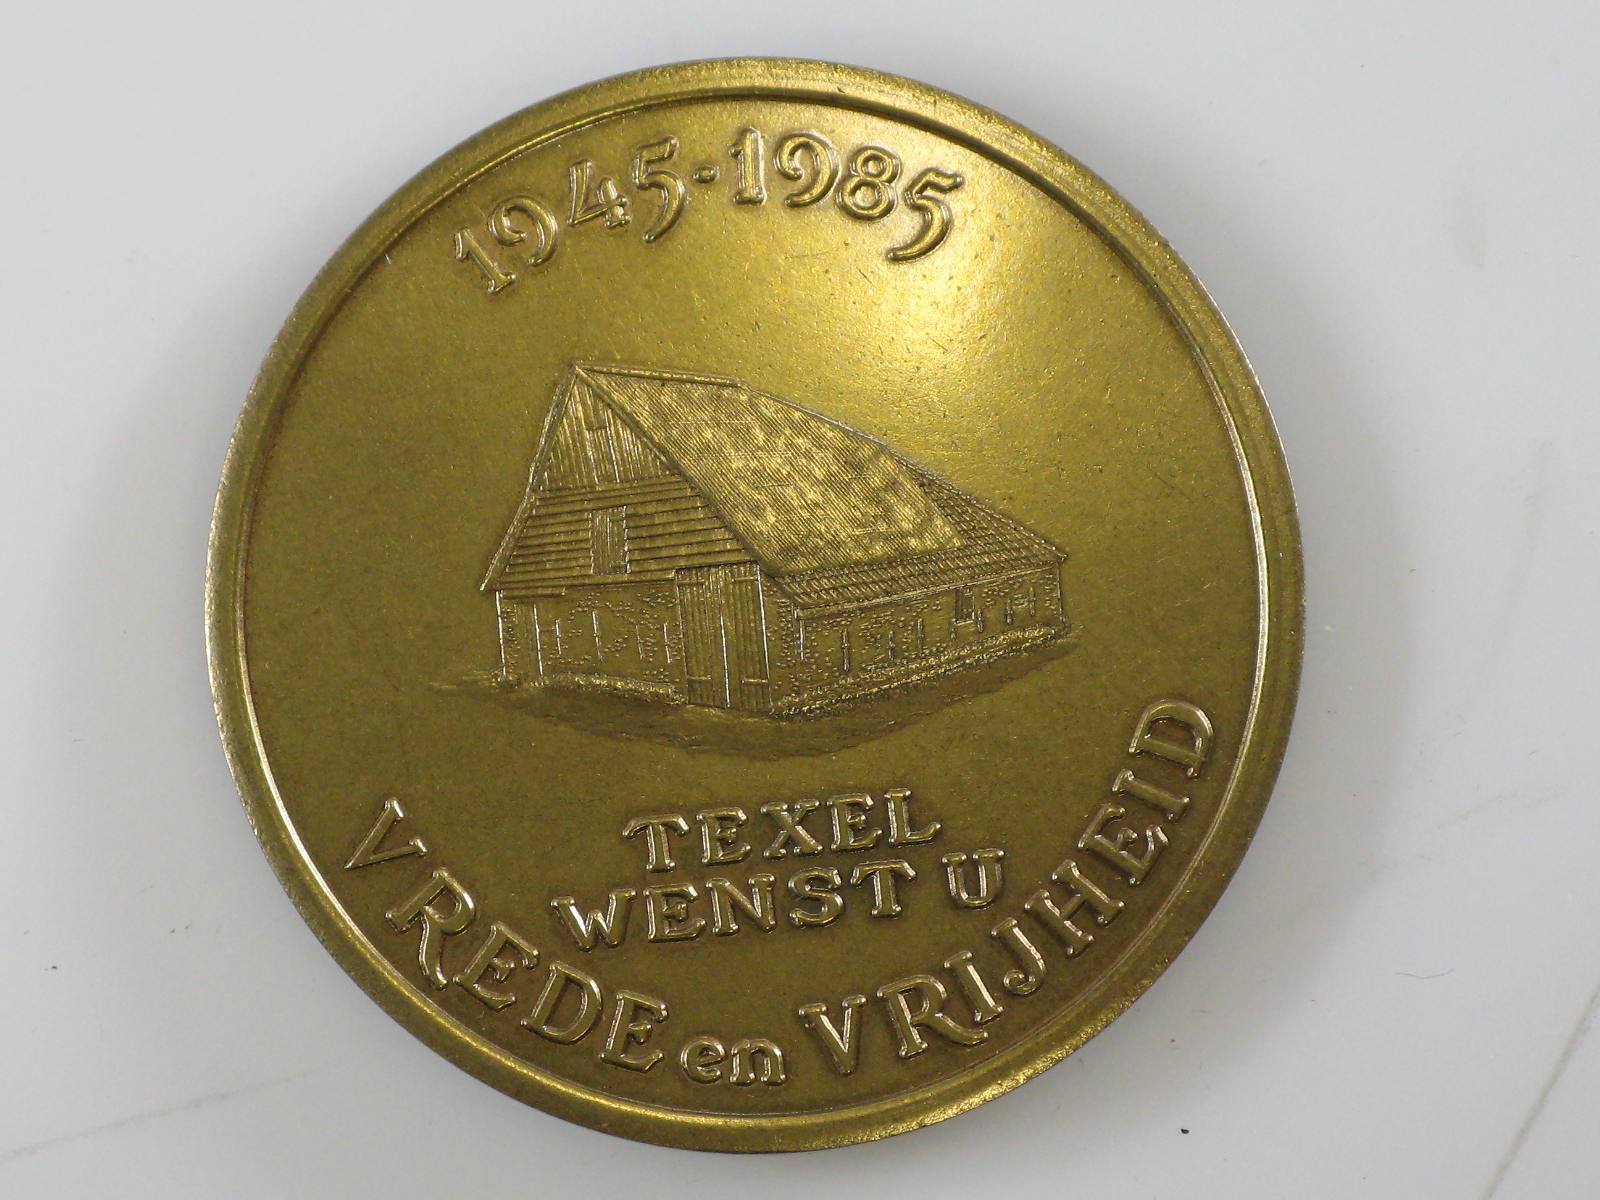 1945-1985
TEXEL
WENST U
VREDE en VRIJHEID